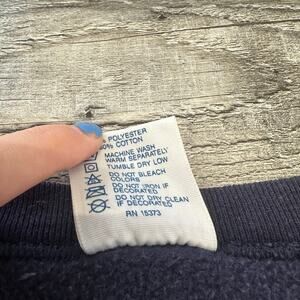 POLYESTER
COTTON
MACHINE WASH
WARM SEPARATELY
TUMBLE DRY LOW
DO NOT BLEACH
COLORS
DO NOT IRON IF
DECORATED
DO NOT DRY CLEAN
IF DECORATED
RN 15373